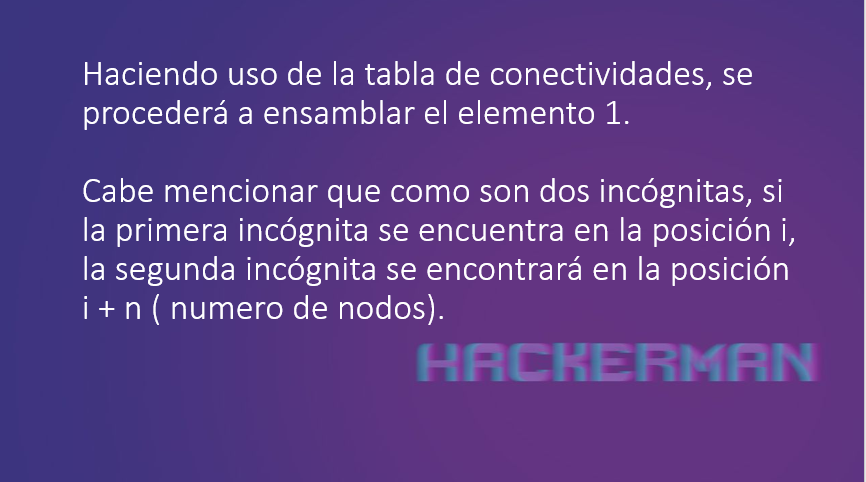 Haciendo uso de la tabla de conectividades, se
procederá a ensamblar el elemento 1.
Cabe mencionar que como son dos incógnitas, si
la primera incógnita se encuentra en la posición i,
la segunda incógnita se encontrará en la posición
i + n ( numero de nodos).
HACKERMAN